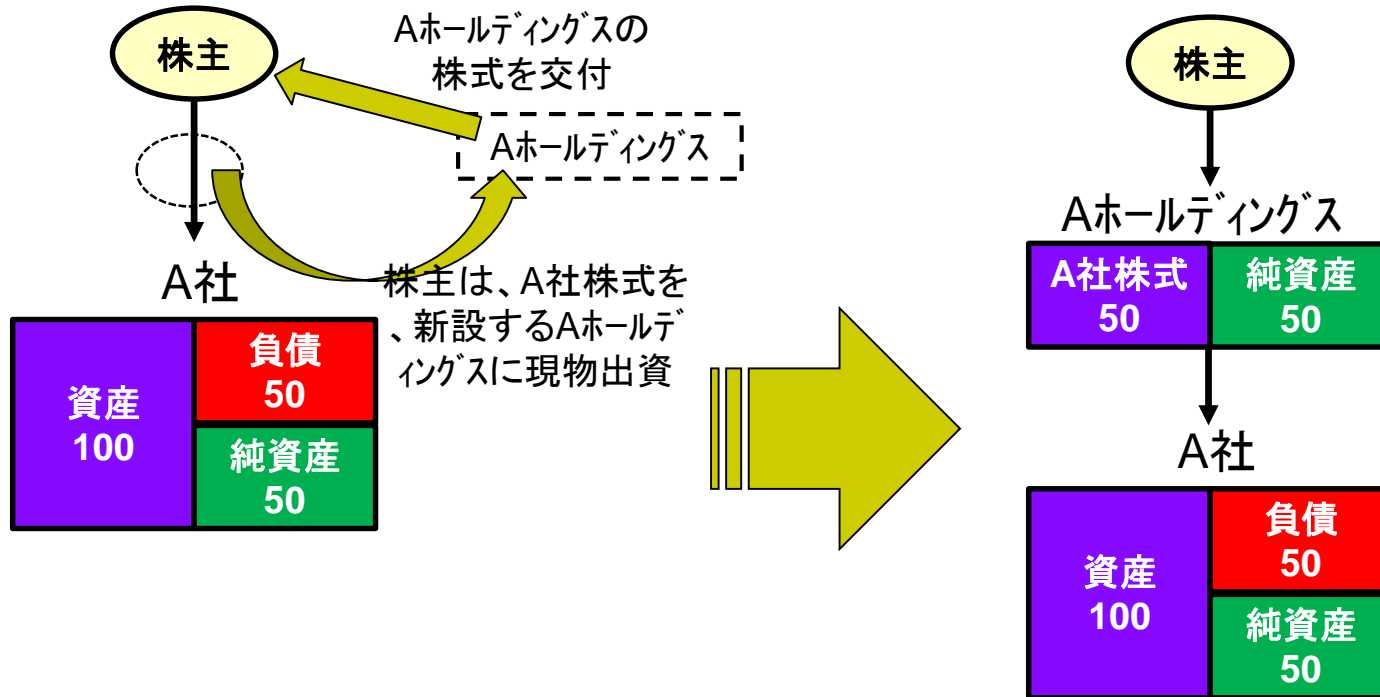 株主
Aホールディングスの
株式を交付
Aホールディングス
A社
株主は、A社株式を
、新設するAホールデ
ィングスに現物出資
資産
100
負債
50
純資産
50
株主
Aホールディングス
A社株式
50
純資産
50
A社
資産
100
負債
50
純資産
50